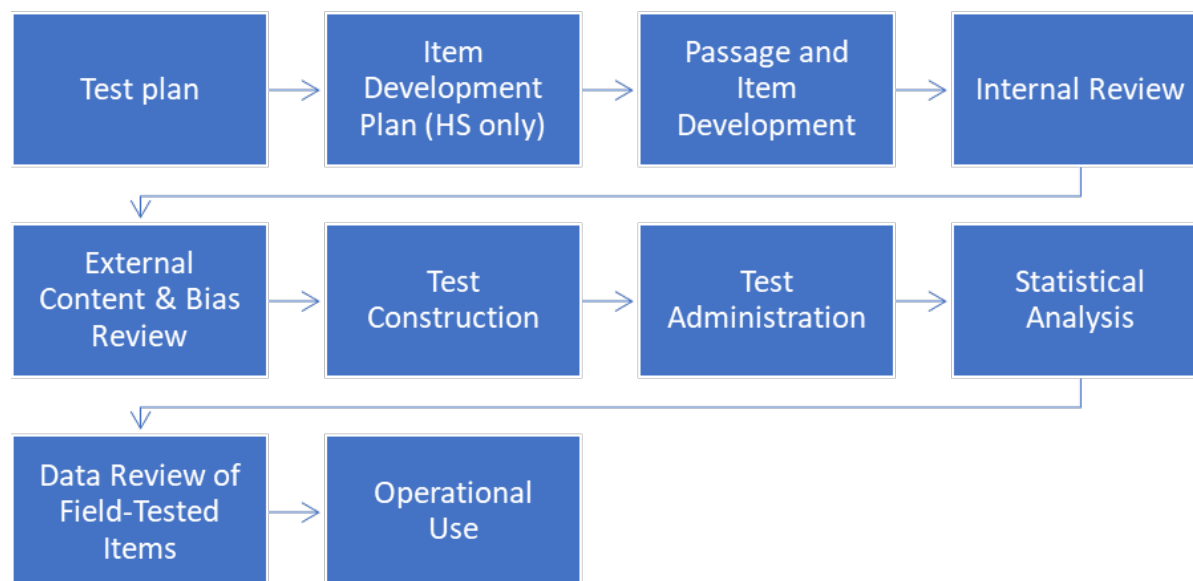 Test plan
Item
Development
Plan (HS only)
Passage and
Item
Development
Internal Review
External
Content & Bias
Review
Test
Construction
Test
Administration
Statistical
Analysis
Data Review of
Field-Tested
Items
Operational
Use